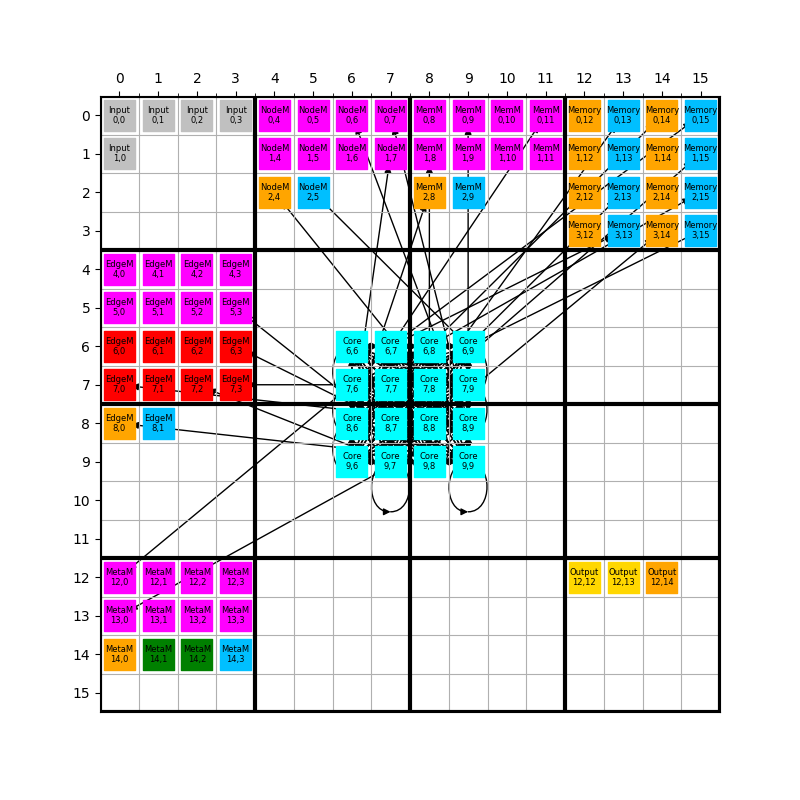 0 1 2 3 4 5 6 7 8 9 10 11 12 13 14 15
0
Input Input Input Input NodeM NodeM NodeM NodeM MemM MemM MemM MemM Memory Memory Memory Memory
0,0 0,1 0,2 0,3 0,4 0,5 0,6 0,7 0,8 0,9 0,10 0,11 0,12 0,13 0,14 0,15
1
Input NodeM NodeM NodeM NodeM MemM MemM MemM MemM Memory Memory Memory Memory
1,0 1,4 1,5 1,6 1,7 1,8 1,9 1,10 1,11 1,12 1,13 1,14 1,15
2
NodeM NodeM MemM MemM Memory Memory Memory Memory
2,4 2,5 2,8 2,9 2,12 2,13 2,14 2,15
3
Memory Memory Memory Memory
3,12 3,13 3,14 3,15
4
EdgeM EdgeM EdgeM EdgeM
4,0 4,1 4,2 4,3
5
EdgeM EdgeM EdgeM EdgeM
5,0 5,1 5,2 5,3
6
EdgeM EdgeM EdgeM EdgeM Core Core Core Core
6,0 6,1 6,2 6,3 6,6 6,7 6,8 6,9
7
EdgeM EdgeM EdgeM EdgeM Core Core Core Core
7,0 7,1 7,2 7,3 7,6 7,7 7,8 7,9
8
EdgeM EdgeM Core Core Core Core
8,0 8,1 8,6 8,7 8,8 8,9
9
Core Core Core Core
9,6 9,7 9,8 9,9
10
11
12
MetaM MetaM MetaM MetaM Output Output Output
12,0 12,1 12,2 12,3 12,12 12,13 12,14
13
MetaM MetaM MetaM MetaM
13,0 13,1 13,2 13,3
14
MetaM MetaM MetaM MetaM
14,0 14,1 14,2 14,3
15